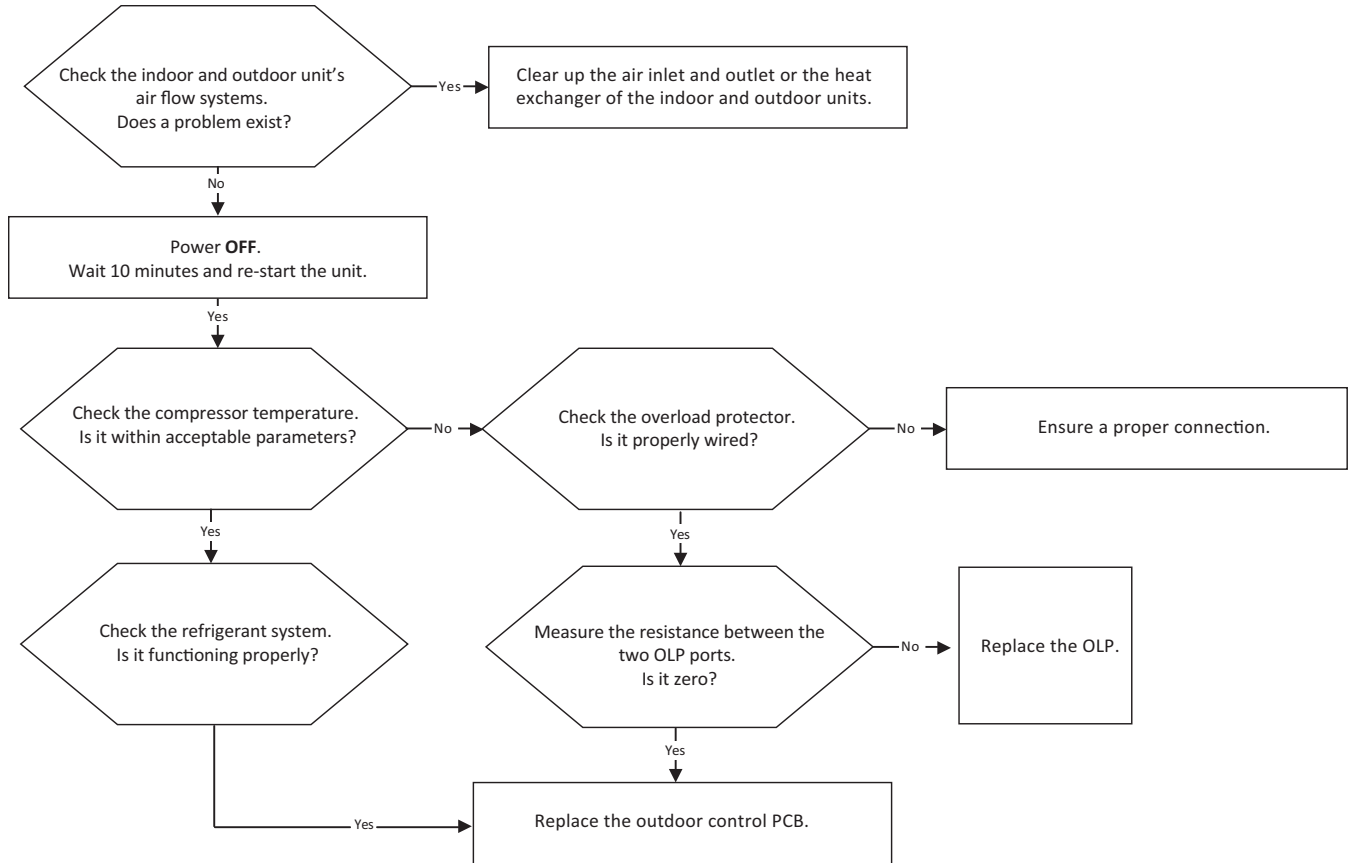 Check the indoor and outdoor unit's
air flow systems.
Does a problem exist?
Yes
Clear up the air inlet and outlet or the heat
exchanger of the indoor and outdoor units.
No
Power OFF.
Wait 10 minutes and re-start the unit.
Yes
Check the compressor temperature.
Is it within acceptable parameters?
No
Check the overload protector.
Is it properly wired?
No
Ensure a proper connection.
Yes
Yes
Check the refrigerant system.
Is it functioning properly?
Measure the resistance between the
two OLP ports.
Is it zero?
No
Replace the OLP.
Yes
Yes
Replace the outdoor control PCB.